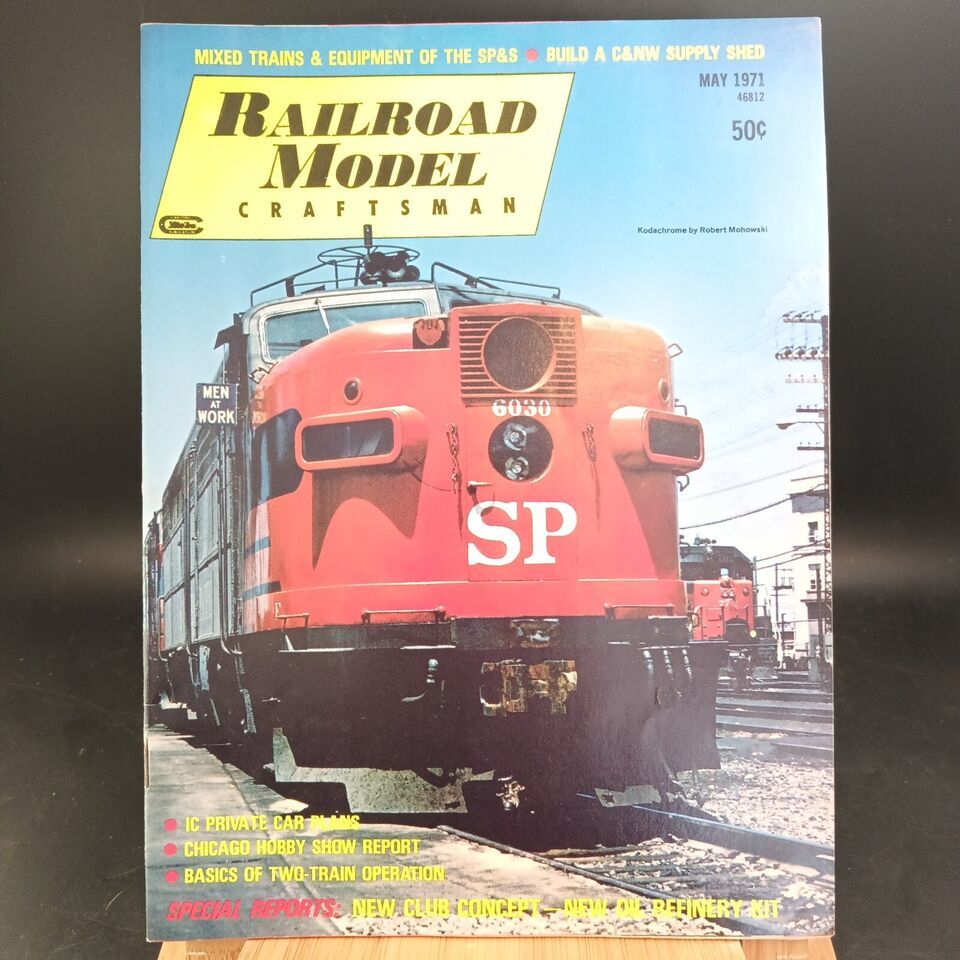 MIXED TRAINS & EQUIPMENT OF THE SP&S • BUILD A C&NW SUPPLY SHED
MAY 1971
46812
50¢
RAILROAD
MODEL
CRAFTSMAN
Kodachrome by Robert Mohowski
MEN
AT
WORK
6030
SP
• IC PRIVATE CAR PLANS
• CHICAGO HOBBY SHOW REPORT
• BASICS OF TWO-TRAIN OPERATION
SPECIAL REPORTS: NEW CLUB CONCEPT — NEW OIL REFINERY KIT